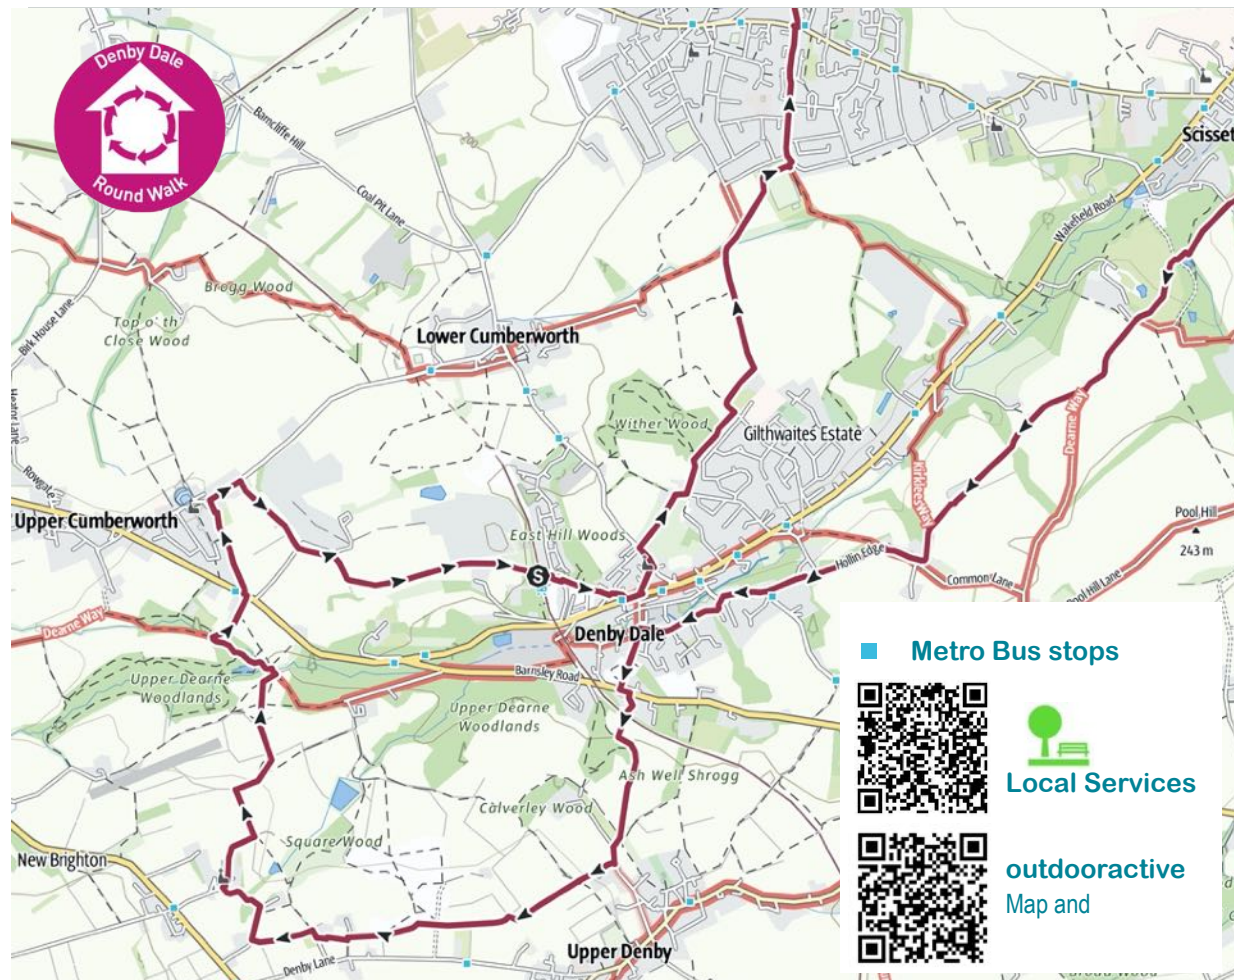 Denby Dale
Round Walk
Barncliffe Hill
Coal Pit Lane
200
Scisset
Wakefield Road
Brogg Wood
Top o' th'
Close Wood
Birk House Lane
Lower Cumberworth
Wither Wood
Gilthwaites Estate
Dearne Way
Kirklees Way
Rowgate
Upper Cumberworth
East Hill Woods
Pool Hill
243 m
S
Hollin Edge
Common Lane
Pool Hill Lane
Dearne Way
Denby Dale
Barnsley Road
Upper Dearne
Woodlands
Upper Dearne
Woodlands
Ash Well Shrogg
Calverley Wood
Square Wood
New Brighton
Upper Denby
Denby Lane
Metro Bus stops
Local Services
outdooractive
Map and